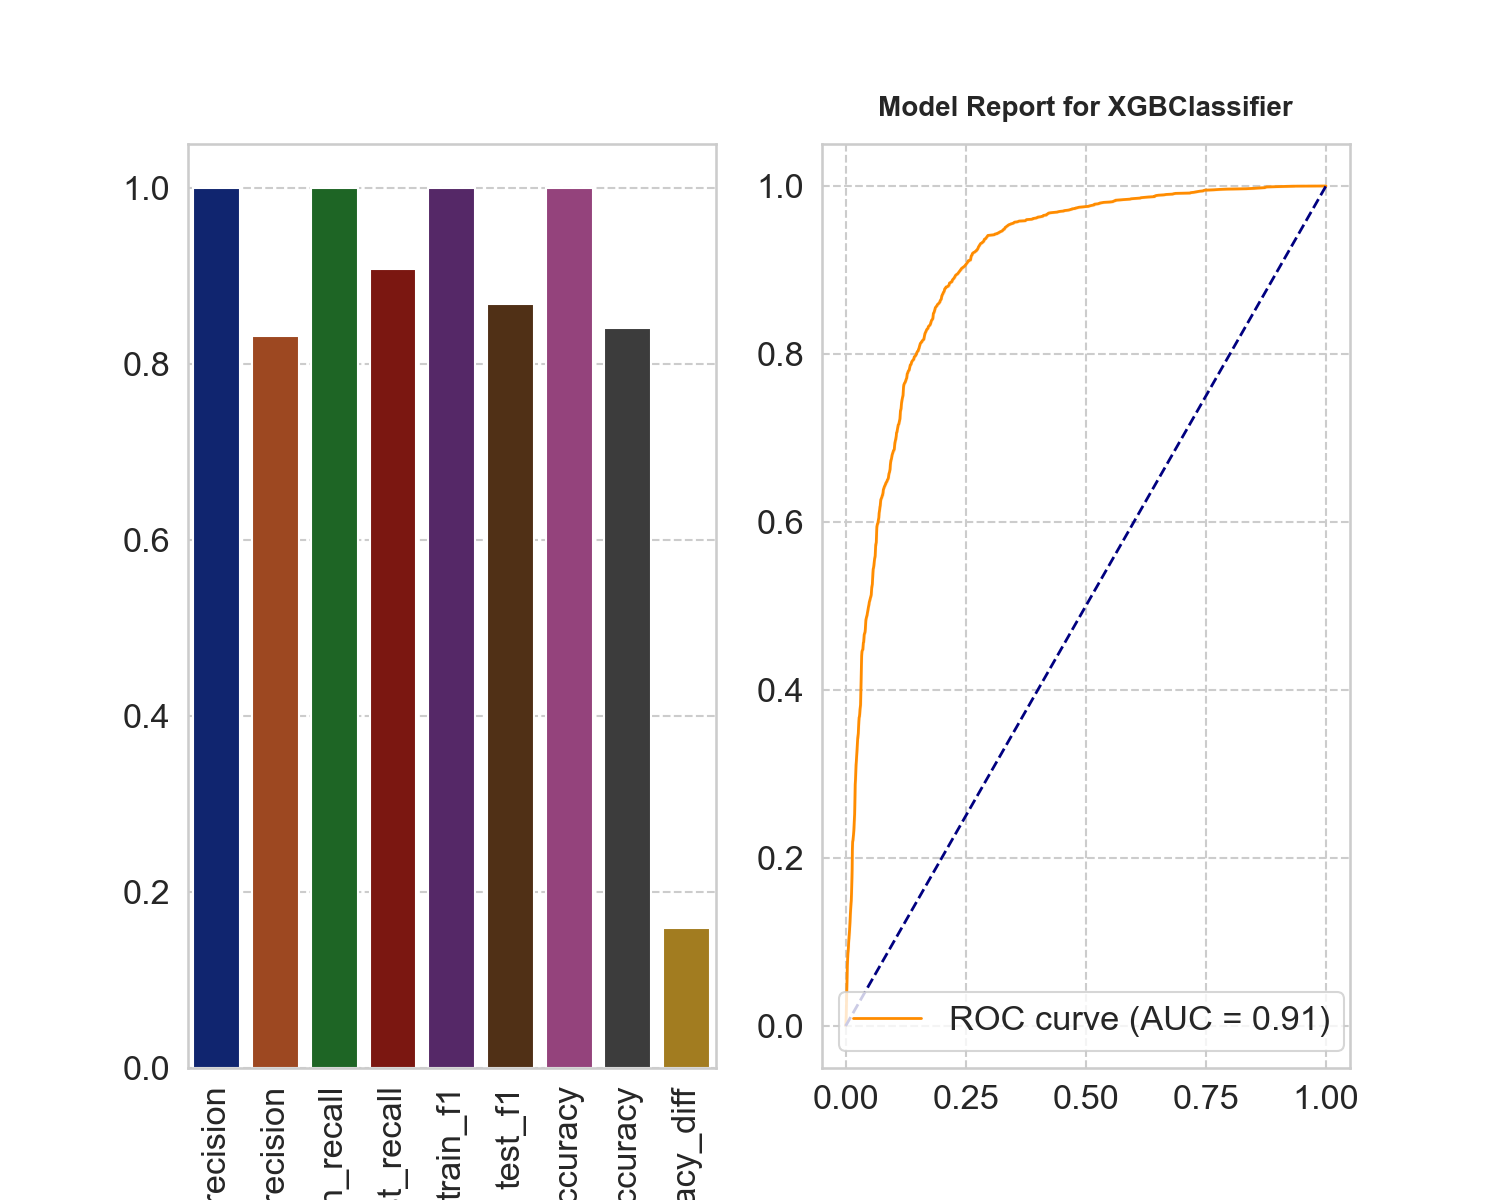 Model Report for XGBClassifier
1.0
0.8
0.6
0.4
0.2
0.0
recision
recision
n_recall
t_recall
train_f1
test_f1
ccuracy
ccuracy
acy_diff
1.0
0.8
0.6
0.4
0.2
0.0
ROC curve (AUC = 0.91)
0.00 0.25 0.50 0.75 1.00